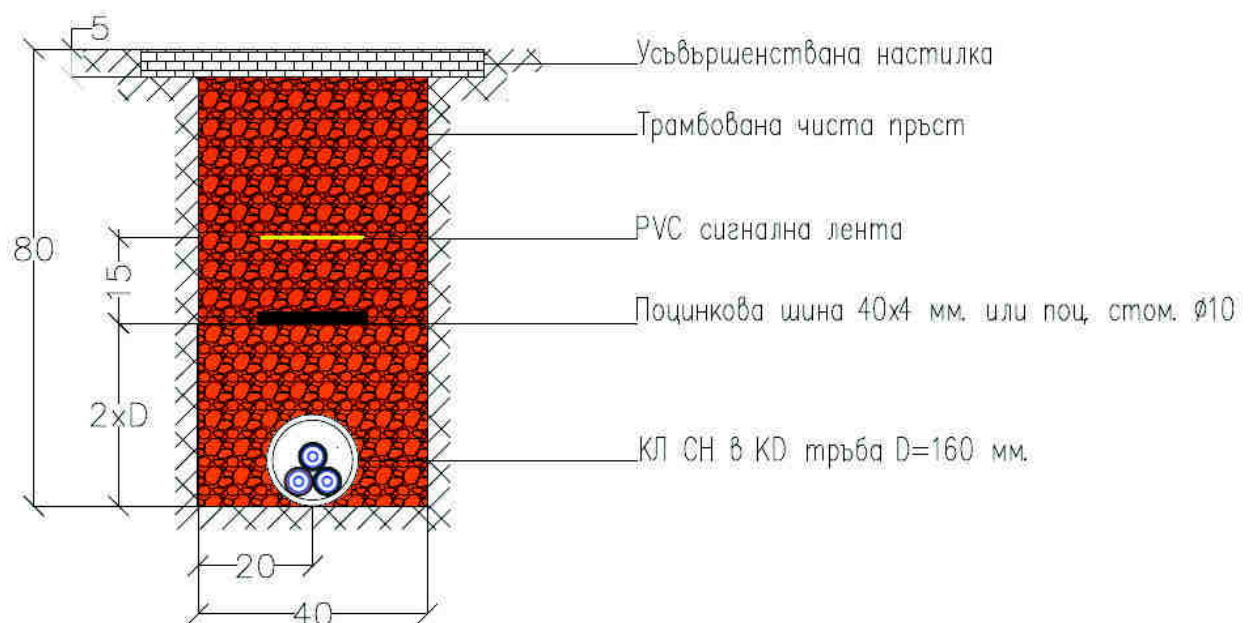 5
Усъвършенствана настилка
Трамбована чиста пръст
80
PVC сигнална лента
15
Поцинкова шина 40x4 мм. или поц. стом. Ø10
2xD
КЛ СН в KD тръба D=160 мм.
20
40